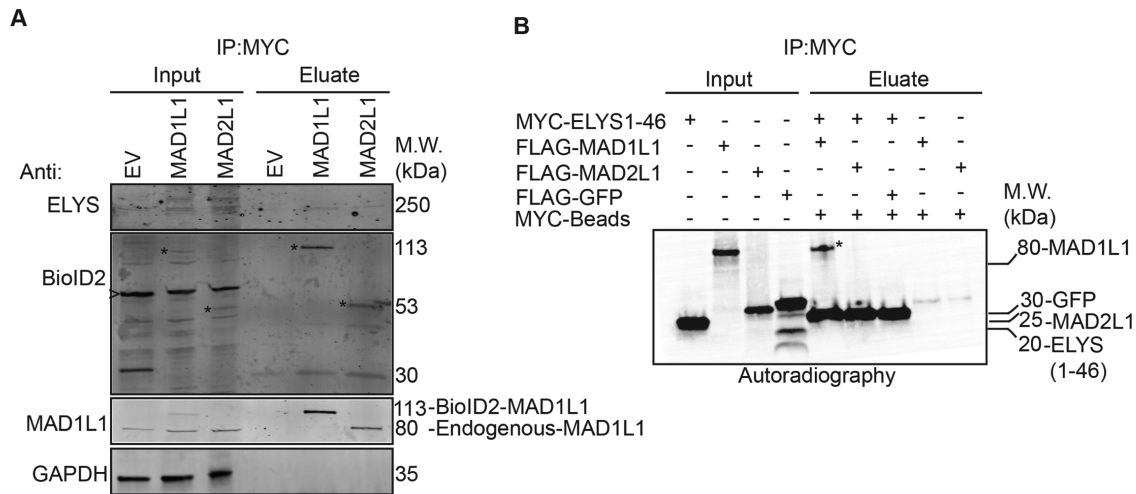 A
IP:MYC
Input Eluate
EV MAD1L1 MAD2L1 EV MAD1L1 MAD2L1
M.W.
(kDa)
Anti:
ELYS 250
BioID2
* * 113
> * * 53
30
MAD1L1 113-BioID2-MAD1L1
80-Endogenous-MAD1L1
GAPDH 35
B
IP:MYC
Input Eluate
MYC-ELYS1-46 + - - - + + + - -
FLAG-MAD1L1 - + - - + - - + -
FLAG-MAD2L1 - - + - - + - - +
FLAG-GFP - - - + - - + - -
MYC-Beads - - - - + + + + +
M.W.
(kDa)
*
80-MAD1L1
30-GFP
25-MAD2L1
20-ELYS
(1-46)
Autoradiography